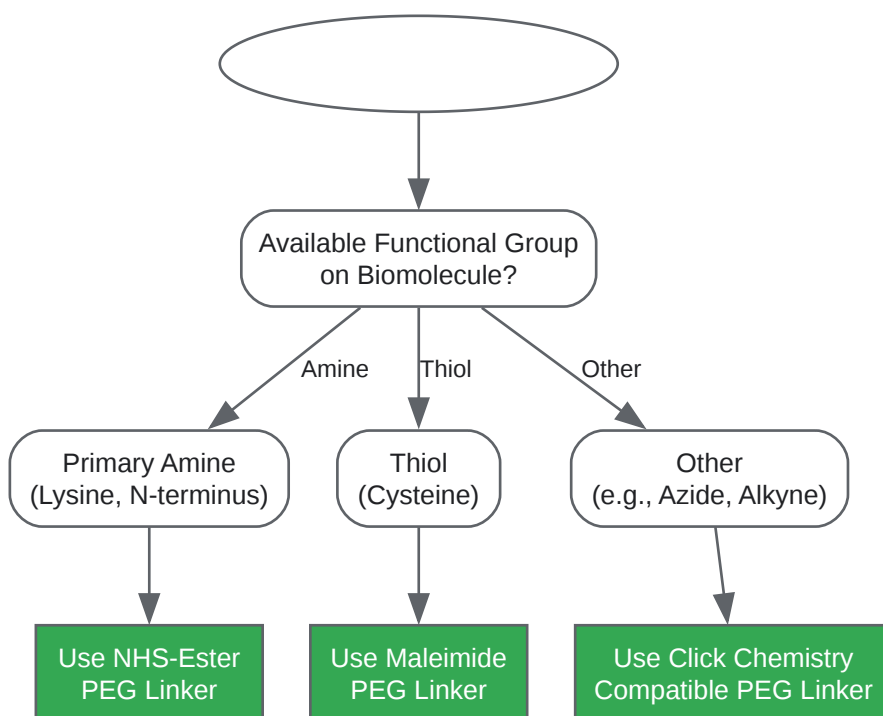 Available Functional Group
on Biomolecule?
Amine
Thiol
Other
Primary Amine
(Lysine, N-terminus)
Thiol
(Cysteine)
Other
(e.g., Azide, Alkyne)
Use NHS-Ester
PEG Linker
Use Maleimide
PEG Linker
Use Click Chemistry
Compatible PEG Linker